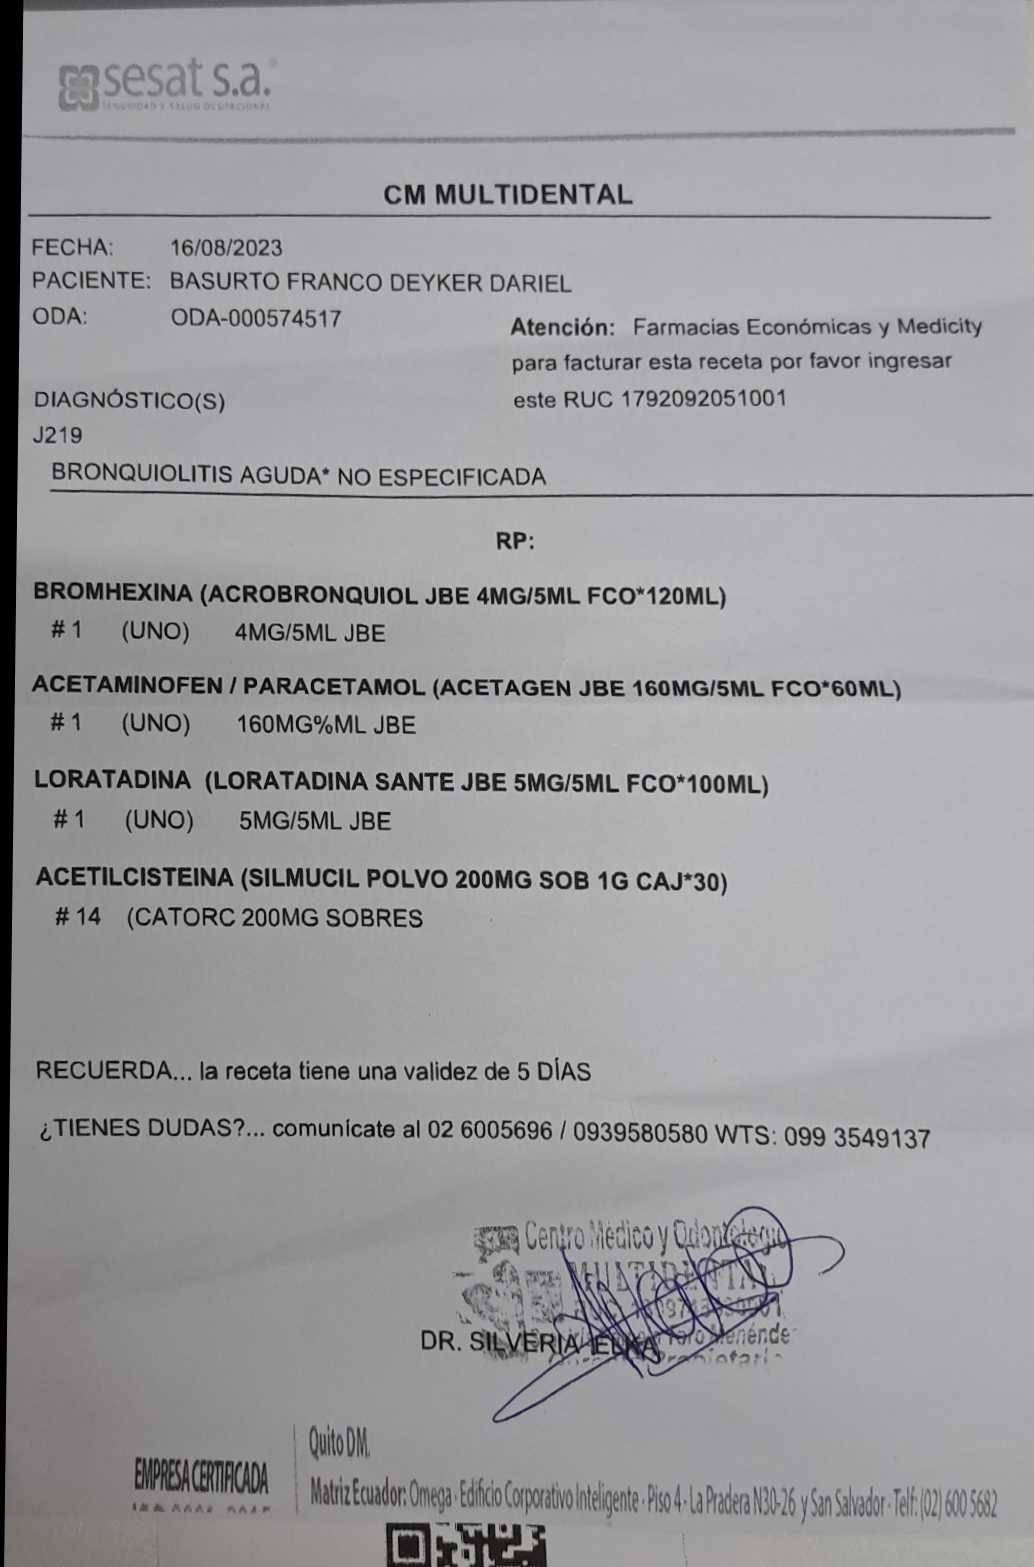 sesat s.a.
SEGURIDAD Y SALUD OCUPACIONAL
CM MULTIDENTAL
FECHA: 16/08/2023
PACIENTE: BASURTO FRANCO DEYKER DARIEL
ODA: ODA-000574517
Atención: Farmacias Económicas y Medicity
para facturar esta receta por favor ingresar
este RUC 1792092051001
DIAGNÓSTICO(S)
J219
BRONQUIOLITIS AGUDA* NO ESPECIFICADA
RP:
BROMHEXINA (ACROBRONQUIOL JBE 4MG/5ML FCO*120ML)
# 1 (UNO) 4MG/5ML JBE
ACETAMINOFEN / PARACETAMOL (ACETAGEN JBE 160MG/5ML FCO*60ML)
# 1 (UNO) 160MG%ML JBE
LORATADINA (LORATADINA SANTE JBE 5MG/5ML FCO*100ML)
# 1 (UNO) 5MG/5ML JBE
ACETILCISTEINA (SILMUCIL POLVO 200MG SOB 1G CAJ*30)
# 14 (CATORC 200MG SOBRES
RECUERDA... la receta tiene una validez de 5 DÍAS
¿TIENES DUDAS?... comunícate al 02 6005696 / 0939580580 WTS: 099 3549137
Centro Médico y Odontologic
DR. SILVERIA ELKA
Menénde
Quito DM.
EMPRESA CERTIFICADA
Matriz Ecuador: Omega · Edificio Corporativo Inteligente · Piso 4 · La Pradera N30-26 y San Salvador · Telf: (02) 600 5682